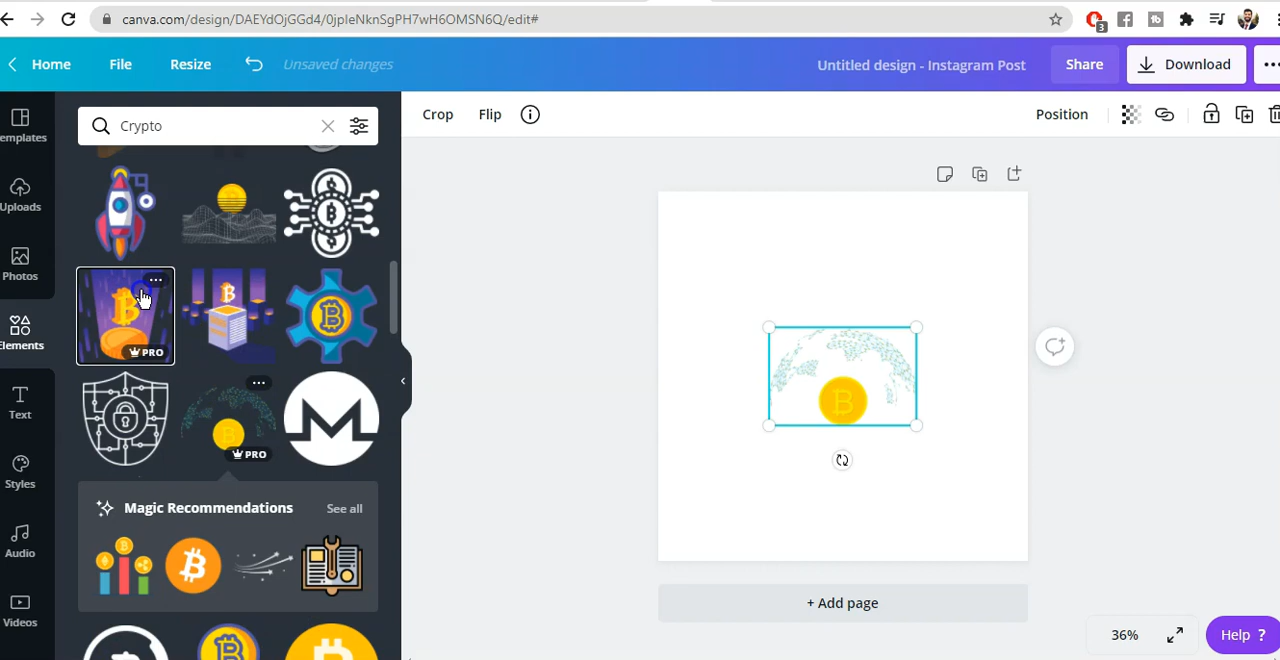 canva.com/design/DAEYdOjGGd4/0jpIeNknSgPH7wH6OMSN6Q/edit#
3
Home
File
Resize
Unsaved changes
Untitled design - Instagram Post
Share
Download
emplates
Uploads
Photos
Elements
Text
Styles
Audio
Videos
Crypto
PRO
PRO
Magic Recommendations
See all
Crop
Flip
Position
+ Add page
36%
Help ?